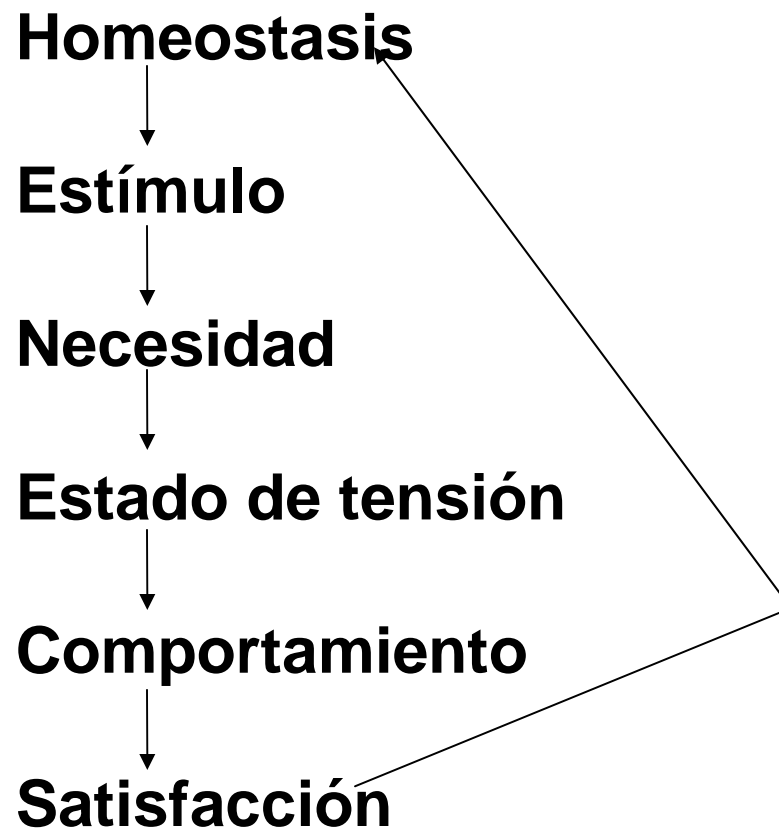 Homeostasis
Estímulo
Necesidad
Estado de tensión
Comportamiento
Satisfacción